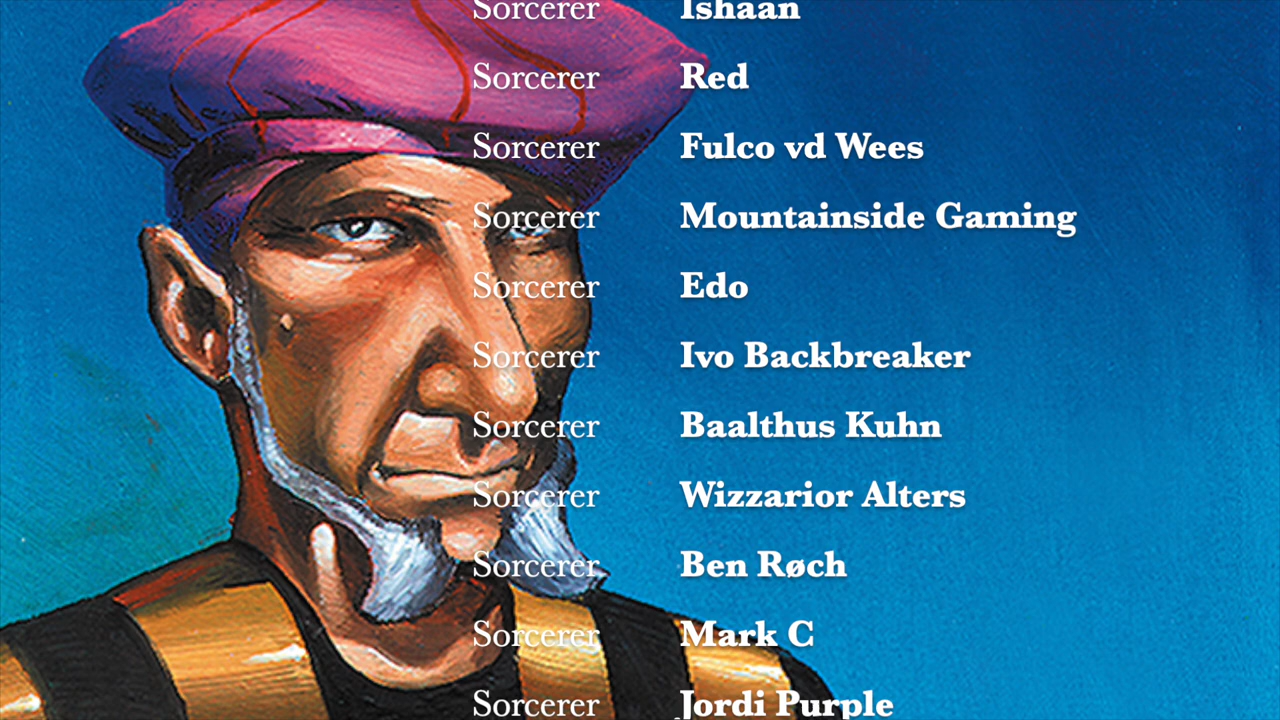 Sorcerer Ishaan
Sorcerer Red
Sorcerer Fulco vd Wees
Sorcerer Mountainside Gaming
Sorcerer Edo
Sorcerer Ivo Backbreaker
Sorcerer Baalthus Kuhn
Sorcerer Wizzarior Alters
Sorcerer Ben Røch
Sorcerer Mark C
Sorcerer Jordi Purple